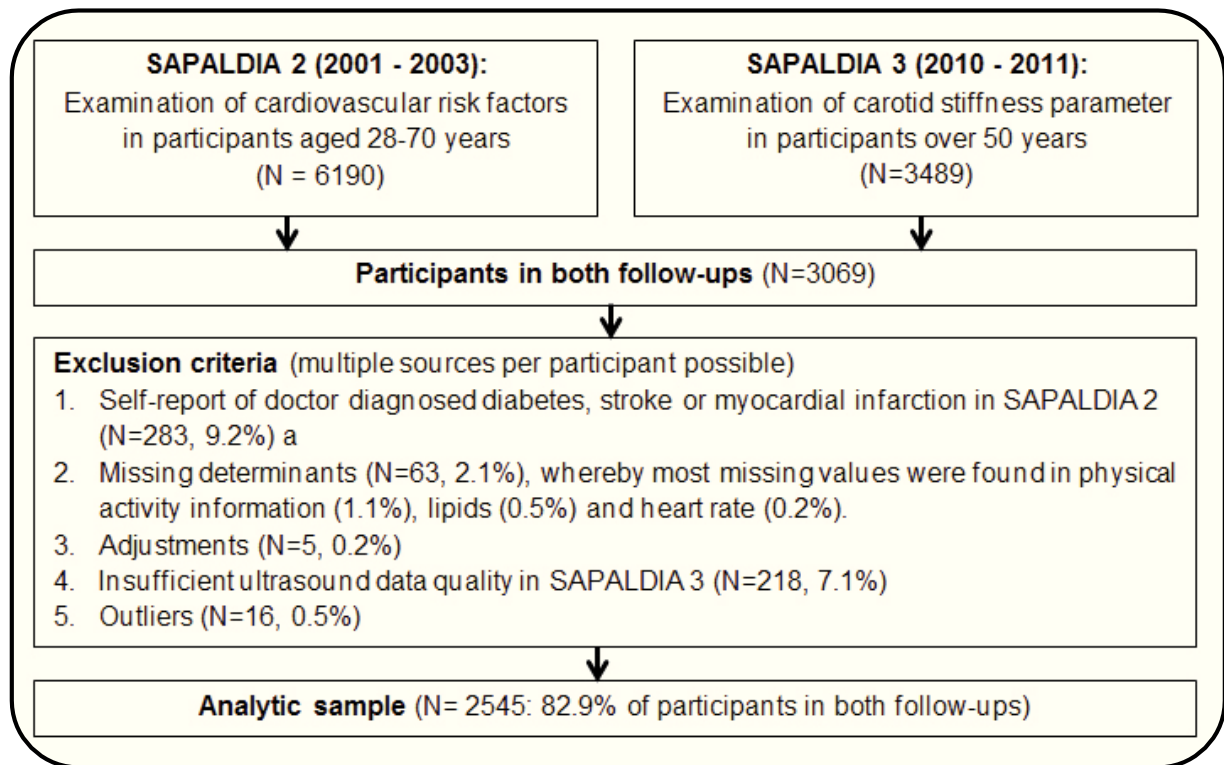 SAPALDIA 2 (2001 - 2003):
Examination of cardiovascular risk factors
in participants aged 28-70 years
(N = 6190)
SAPALDIA 3 (2010 - 2011):
Examination of carotid stiffness parameter
in participants over 50 years
(N=3489)
Participants in both follow-ups (N=3069)
Exclusion criteria (multiple sources per participant possible)
1. Self-report of doctor diagnosed diabetes, stroke or myocardial infarction in SAPALDIA 2
(N=283, 9.2%) a
2. Missing determinants (N=63, 2.1%), whereby most missing values were found in physical
activity information (1.1%), lipids (0.5%) and heart rate (0.2%).
3. Adjustments (N=5, 0.2%)
4. Insufficient ultrasound data quality in SAPALDIA 3 (N=218, 7.1%)
5. Outliers (N=16, 0.5%)
Analytic sample (N= 2545: 82.9% of participants in both follow-ups)